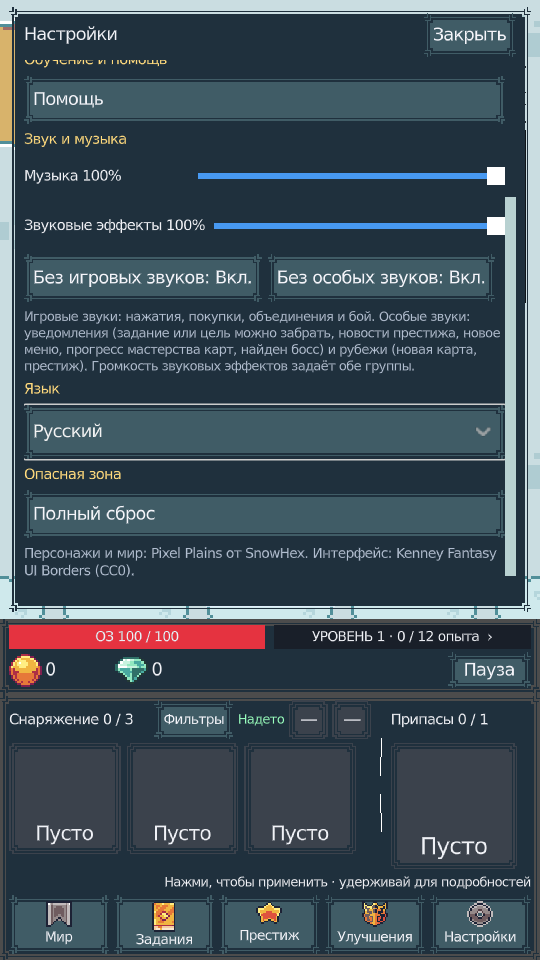 Настройки
Закрыть
Обучение и помощь
Помощь
Звук и музыка
Музыка 100%
Звуковые эффекты 100%
Без игровых звуков: Вкл.
Без особых звуков: Вкл.
Игровые звуки: нажатия, покупки, объединения и бой. Особые звуки:
уведомления (задание или цель можно забрать, новости престижа, новое
меню, прогресс мастерства карт, найден босс) и рубежи (новая карта,
престиж). Громкость звуковых эффектов задаёт обе группы.
Язык
Русский
Опасная зона
Полный сброс
Персонажи и мир: Pixel Plains от SnowHex. Интерфейс: Kenney Fantasy
UI Borders (CC0).
ОЗ 100 / 100
УРОВЕНЬ 1 · 0 / 12 опыта ›
0
0
Пауза
Снаряжение 0 / 3
Фильтры
Надето
—
—
Припасы 0 / 1
Пусто
Пусто
Пусто
Пусто
Нажми, чтобы применить · удерживай для подробностей
Мир
Задания
Престиж
Улучшения
Настройки